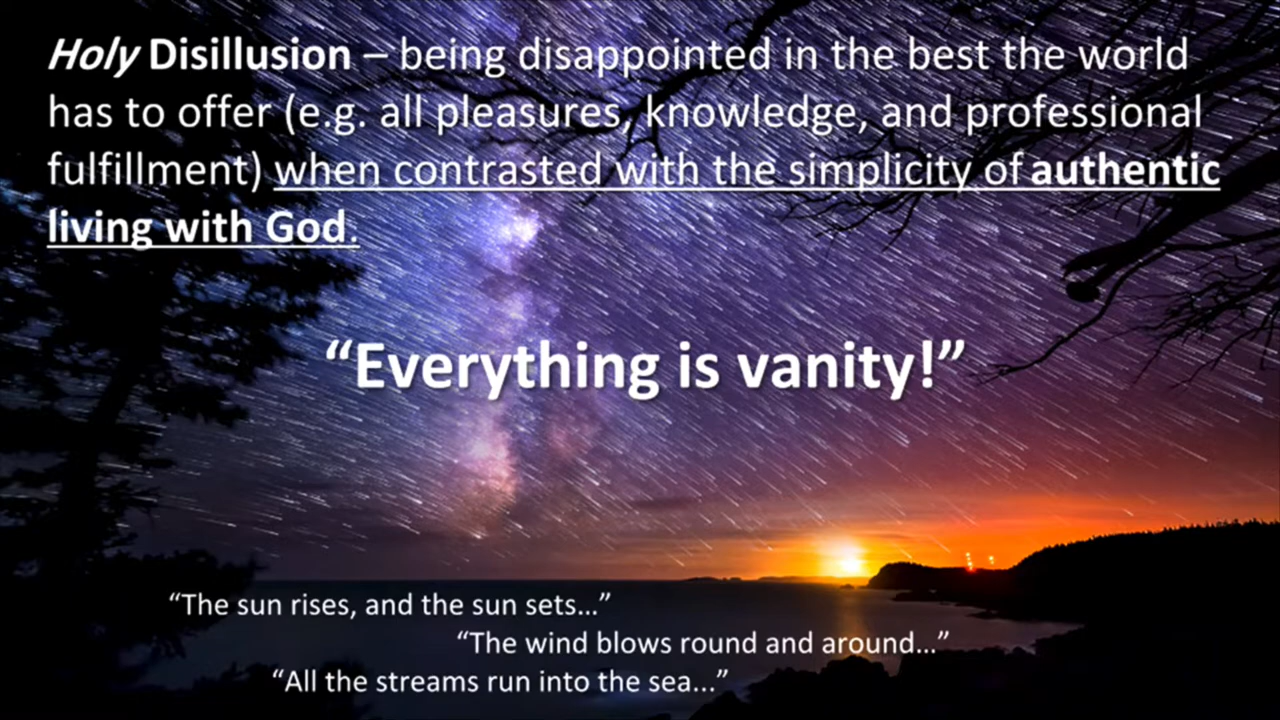 Holy Disillusion – being disappointed in the best the world
has to offer (e.g. all pleasures, knowledge, and professional
fulfillment) when contrasted with the simplicity of authentic
living with God.
“Everything is vanity!”
“The sun rises, and the sun sets...”
“The wind blows round and around...”
“All the streams run into the sea...”